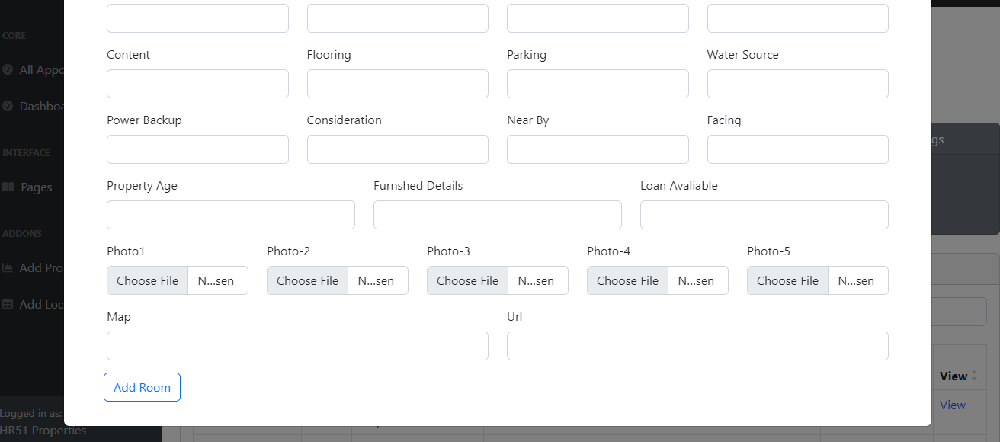 CORE
All Appo
Dashboa
INTERFACE
Pages
ADDONS
Add Pro
Add Loc
Logged in as:
HR51 Properties
Content Flooring Parking Water Source
Power Backup Consideration Near By Facing
Property Age Furnshed Details Loan Avaliable
Photo1 Photo-2 Photo-3 Photo-4 Photo-5
Choose File N...sen Choose File N...sen Choose File N...sen Choose File N...sen Choose File N...sen
Map Url
Add Room
gs
View
View